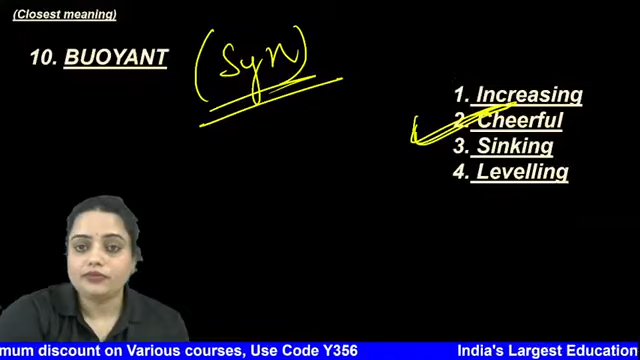 (Closest meaning)
10. BUOYANT (Syn)
1. Increasing
2. Cheerful
3. Sinking
4. Levelling
mum discount on Various courses, Use Code Y356 India's Largest Education